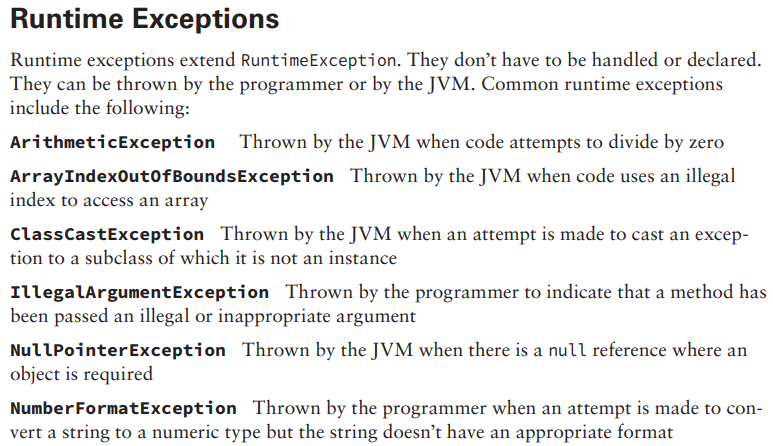 Runtime Exceptions
Runtime exceptions extend RuntimeException. They don’t have to be handled or declared.
They can be thrown by the programmer or by the JVM. Common runtime exceptions
include the following:
ArithmeticException Thrown by the JVM when code attempts to divide by zero
ArrayIndexOutOfBoundsException Thrown by the JVM when code uses an illegal
index to access an array
ClassCastException Thrown by the JVM when an attempt is made to cast an excep-
tion to a subclass of which it is not an instance
IllegalArgumentException Thrown by the programmer to indicate that a method has
been passed an illegal or inappropriate argument
NullPointerException Thrown by the JVM when there is a null reference where an
object is required
NumberFormatException Thrown by the programmer when an attempt is made to con-
vert a string to a numeric type but the string doesn’t have an appropriate format